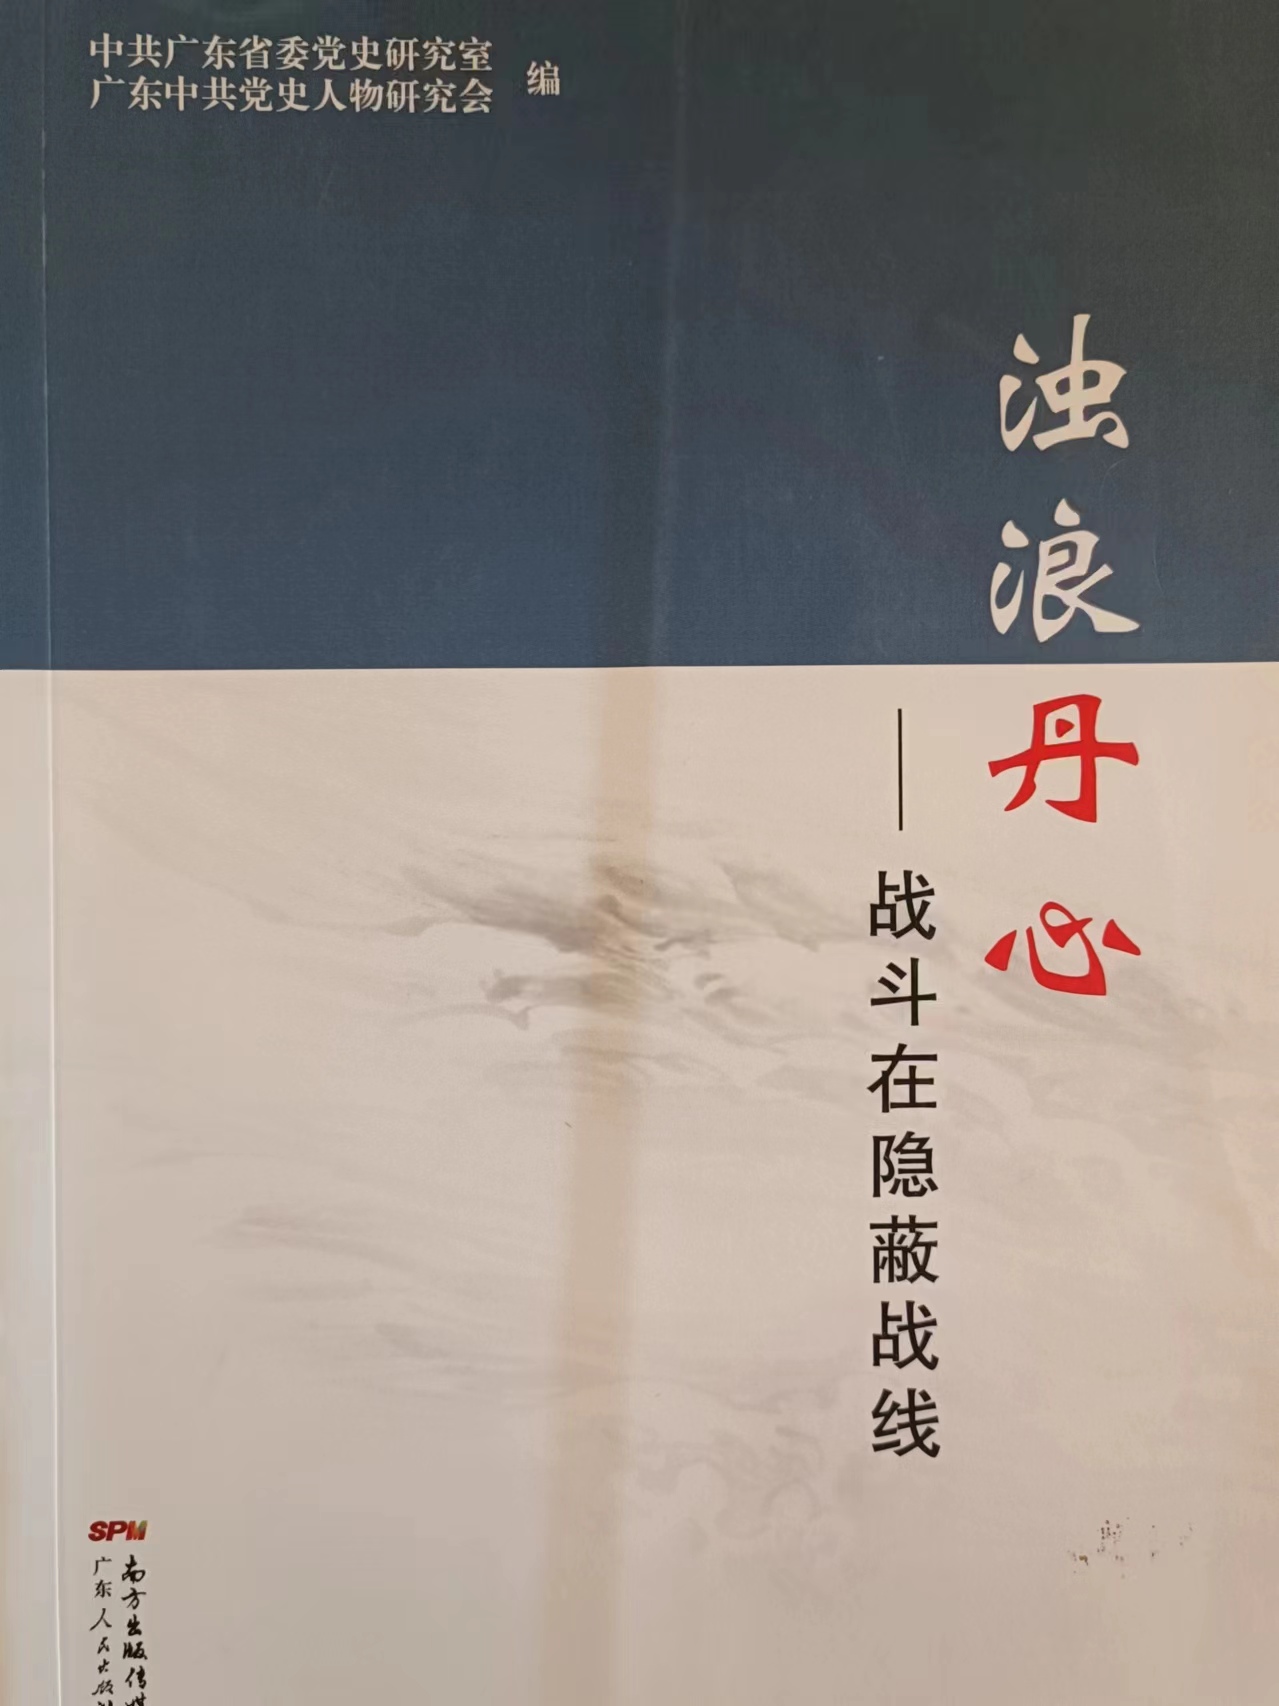 中共广东省委党史研究室
广东中共党史人物研究会
编
浊浪丹心
——战斗在隐蔽战线
SPM
南方出版传媒
广东人民出版社